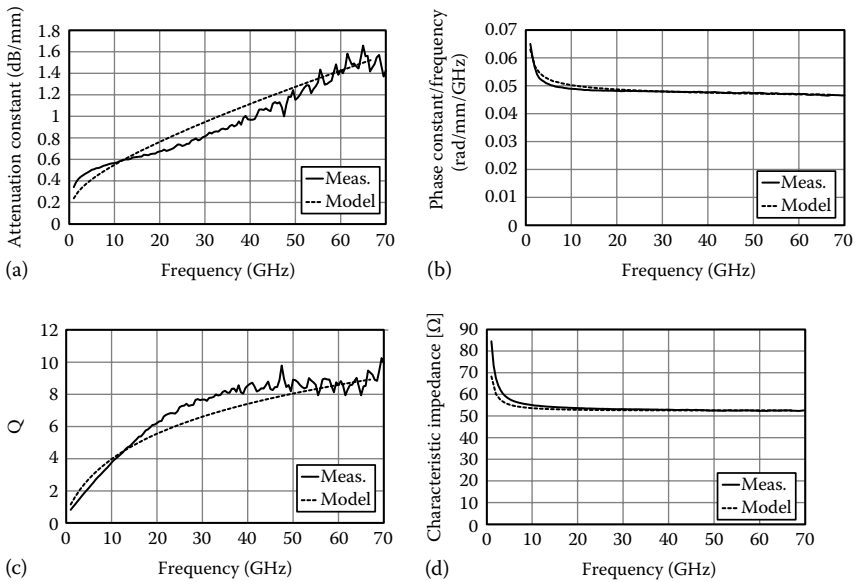 Attenuation constant (dB/mm)
1.8
1.6
1.4
1.2
1
0.8
0.6
0.4
0.2
0
Meas.
Model
0 10 20 30 40 50 60 70
(a) Frequency (GHz)
Phase constant/frequency
(rad/mm/GHz)
0.07
0.06
0.05
0.04
0.03
0.02
0.01
0
Meas.
Model
0 10 20 30 40 50 60 70
(b) Frequency (GHz)
Q
12
10
8
6
4
2
0
Meas.
Model
0 10 20 30 40 50 60 70
(c) Frequency (GHz)
Characteristic impedance [Ω]
90
80
70
60
50
40
30
20
10
0
Meas.
Model
0 10 20 30 40 50 60 70
(d) Frequency (GHz)